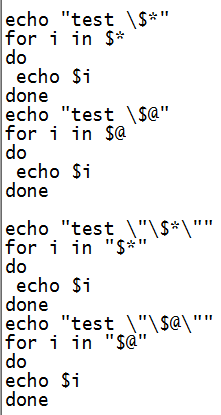 echo "test \$*"
for i in $*
do
 echo $i
done
echo "test \$@"
for i in $@
do
 echo $i
done

echo "test \"\$*\""
for i in "$*"
do
 echo $i
done
echo "test \"\$@\""
for i in "$@"
do
echo $i
done